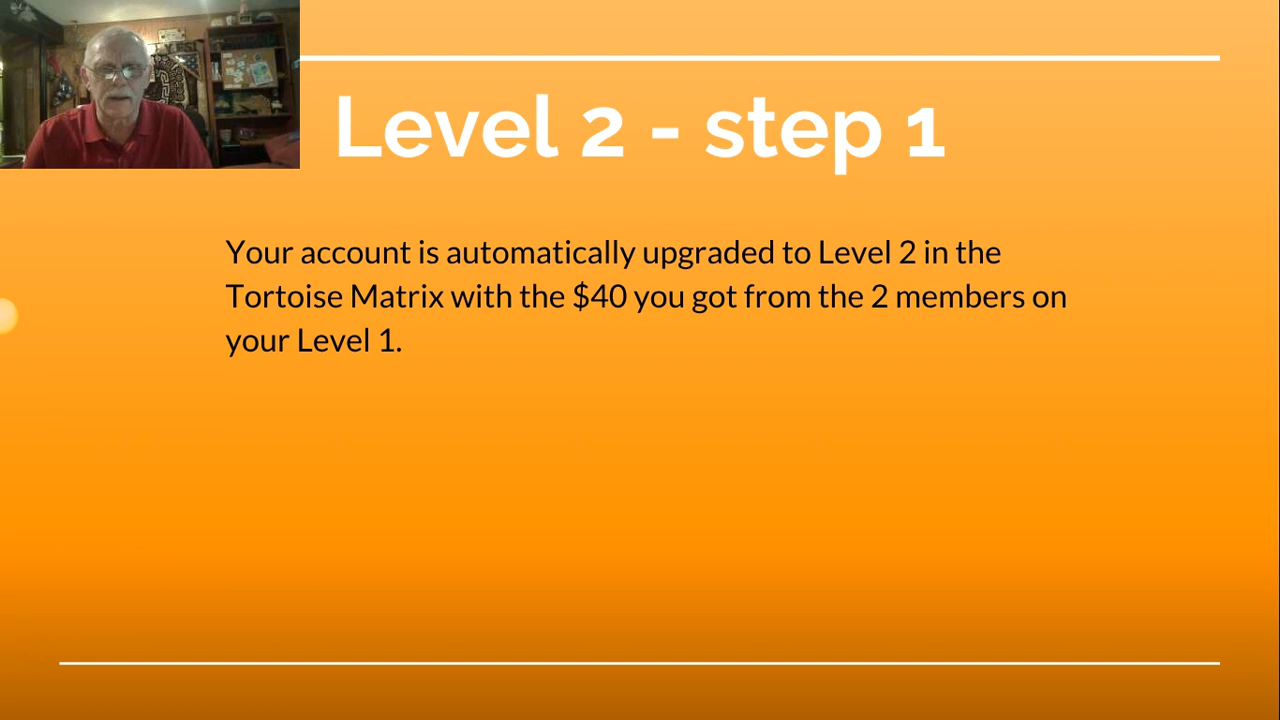 Level 2 - step 1
Your account is automatically upgraded to Level 2 in the
Tortoise Matrix with the $40 you got from the 2 members on
your Level 1.